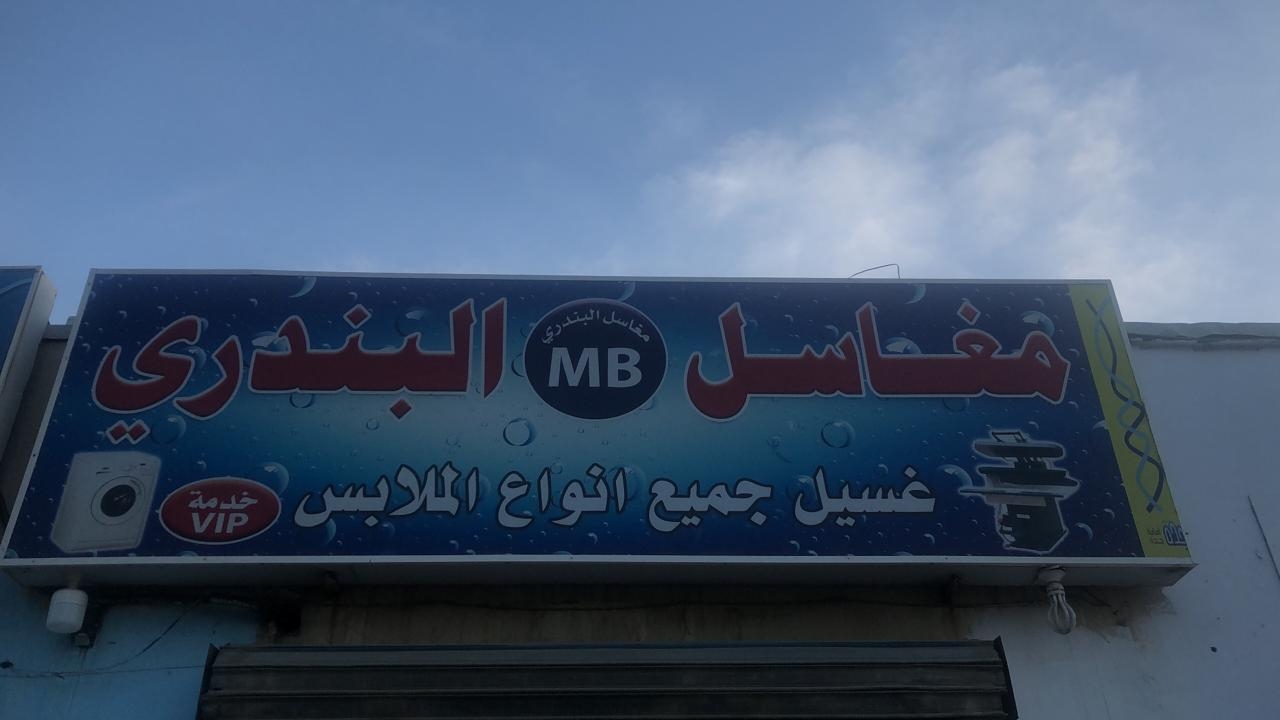 مغاسل البندري
مغاسل البندري
MB
غسيل جميع انواع الملابس
خدمة
VIP